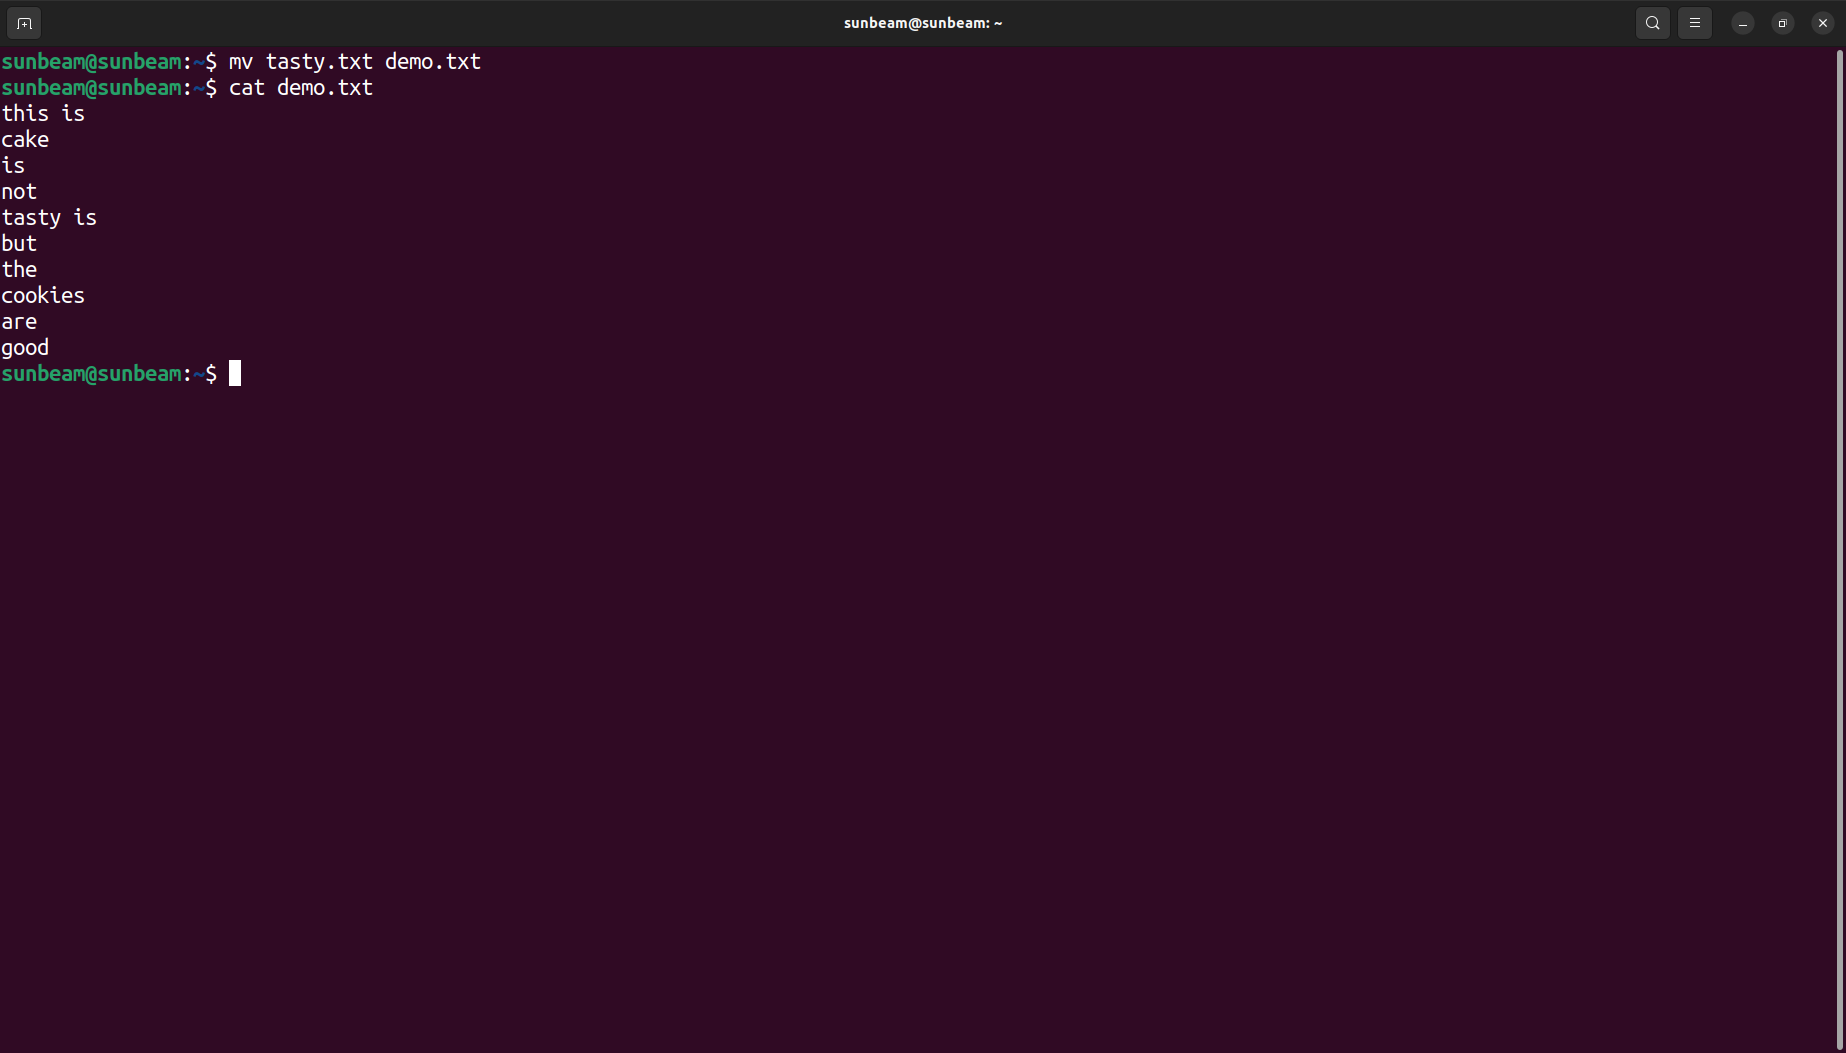 sunbeam@sunbeam: ~
sunbeam@sunbeam:~$ mv tasty.txt demo.txt
sunbeam@sunbeam:~$ cat demo.txt
this is
cake
is
not
tasty is
but
the
cookies
are
good
sunbeam@sunbeam:~$